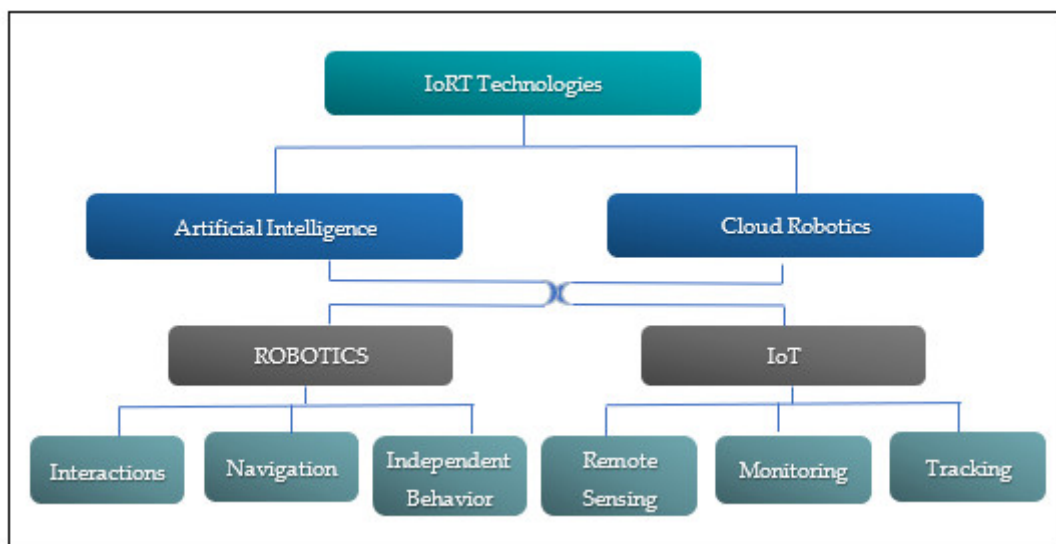 IoRT Technologies
Artificial Intelligence
Cloud Robotics
ROBOTICS
IoT
Interactions
Navigation
Independent
Behavior
Remote
Sensing
Monitoring
Tracking